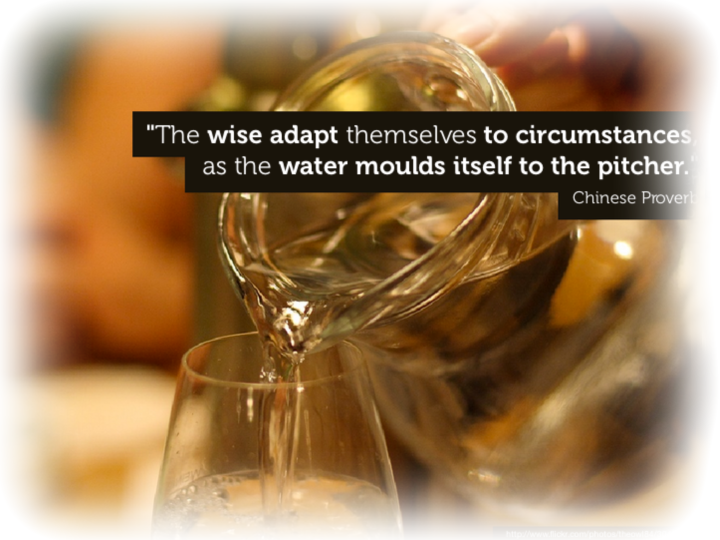 "The wise adapt themselves to circumstances,
as the water moulds itself to the pitcher."
Chinese Proverb